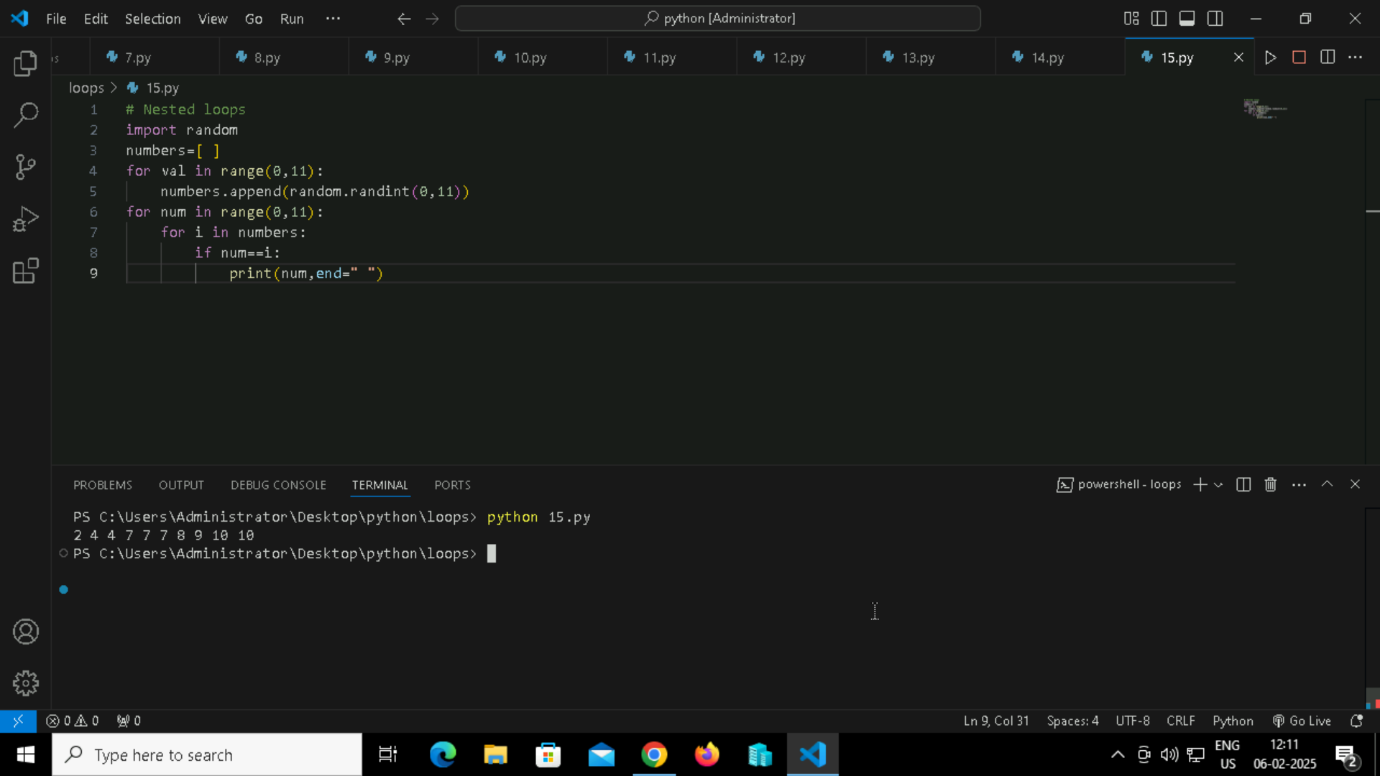 File Edit Selection View Go Run ··· python [Administrator]
7.py 8.py 9.py 10.py 11.py 12.py 13.py 14.py 15.py
loops > 15.py
1 # Nested loops
2 import random
3 numbers=[ ]
4 for val in range(0,11):
5 numbers.append(random.randint(0,11))
6 for num in range(0,11):
7 for i in numbers:
8 if num==i:
9 print(num,end=" ")
PROBLEMS OUTPUT DEBUG CONSOLE TERMINAL PORTS powershell - loops
PS C:\Users\Administrator\Desktop\python\loops> python 15.py
2 4 4 7 7 7 8 9 10 10
PS C:\Users\Administrator\Desktop\python\loops>
0 0 0 Ln 9, Col 31 Spaces: 4 UTF-8 CRLF Python Go Live
Type here to search ENG 12:11
US 06-02-2025 2